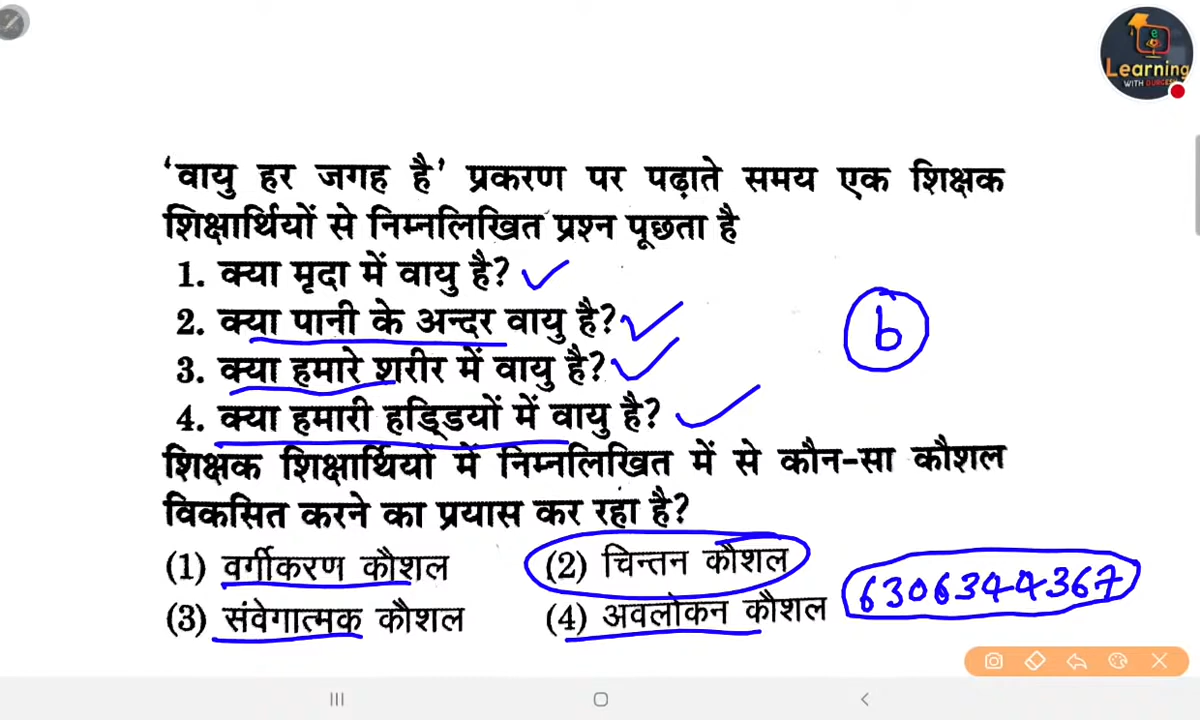 e
Learning
WITH DURGESH
‘वायु हर जगह है’ प्रकरण पर पढ़ाते समय एक शिक्षक
शिक्षार्थियों से निम्नलिखित प्रश्न पूछता है
1. क्या मृदा में वायु है?
2. क्या पानी के अन्दर वायु है?
b
3. क्या हमारे शरीर में वायु है?
4. क्या हमारी हड्डियों में वायु है?
शिक्षक शिक्षार्थियों में निम्नलिखित में से कौन-सा कौशल
विकसित करने का प्रयास कर रहा है?
(1) वर्गीकरण कौशल (2) चिन्तन कौशल
6306344367
(3) संवेगात्मक कौशल (4) अवलोकन कौशल